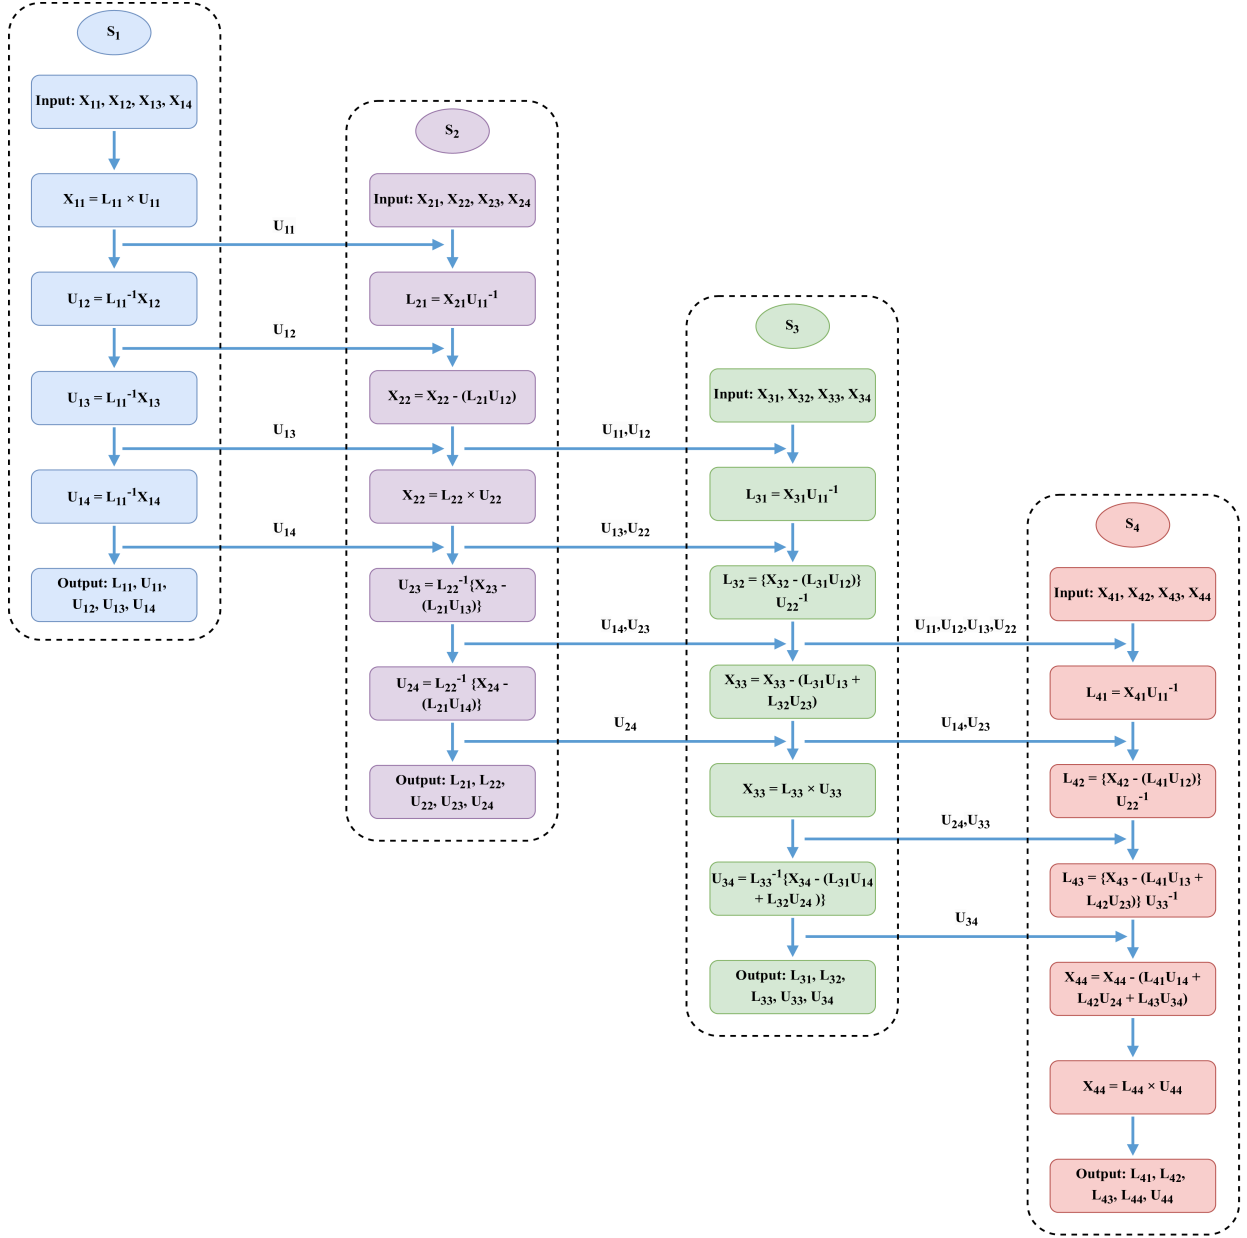 S₁
Input: X₁₁, X₁₂, X₁₃, X₁₄
X₁₁ = L₁₁ × U₁₁
U₁₂ = L₁₁⁻¹X₁₂
U₁₃ = L₁₁⁻¹X₁₃
U₁₄ = L₁₁⁻¹X₁₄
Output: L₁₁, U₁₁,
U₁₂, U₁₃, U₁₄
U₁₁
U₁₂
U₁₃
U₁₄
S₂
Input: X₂₁, X₂₂, X₂₃, X₂₄
L₂₁ = X₂₁U₁₁⁻¹
X₂₂ = X₂₂ - (L₂₁U₁₂)
X₂₂ = L₂₂ × U₂₂
U₂₃ = L₂₂⁻¹{X₂₃ -
(L₂₁U₁₃)}
U₂₄ = L₂₂⁻¹ {X₂₄ -
(L₂₁U₁₄)}
Output: L₂₁, L₂₂,
U₂₂, U₂₃, U₂₄
U₁₁,U₁₂
U₁₃,U₂₂
U₁₄,U₂₃
U₂₄
S₃
Input: X₃₁, X₃₂, X₃₃, X₃₄
L₃₁ = X₃₁U₁₁⁻¹
L₃₂ = {X₃₂ - (L₃₁U₁₂)}
U₂₂⁻¹
X₃₃ = X₃₃ - (L₃₁U₁₃ +
L₃₂U₂₃)
X₃₃ = L₃₃ × U₃₃
U₃₄ = L₃₃⁻¹{X₃₄ - (L₃₁U₁₄
+ L₃₂U₂₄ )}
Output: L₃₁, L₃₂,
L₃₃, U₃₃, U₃₄
U₁₁,U₁₂,U₁₃,U₂₂
U₁₄,U₂₃
U₂₄,U₃₃
U₃₄
S₄
Input: X₄₁, X₄₂, X₄₃, X₄₄
L₄₁ = X₄₁U₁₁⁻¹
L₄₂ = {X₄₂ - (L₄₁U₁₂)}
U₂₂⁻¹
L₄₃ = {X₄₃ - (L₄₁U₁₃ +
L₄₂U₂₃)} U₃₃⁻¹
X₄₄ = X₄₄ - (L₄₁U₁₄ +
L₄₂U₂₄ + L₄₃U₃₄)
X₄₄ = L₄₄ × U₄₄
Output: L₄₁, L₄₂,
L₄₃, L₄₄, U₄₄